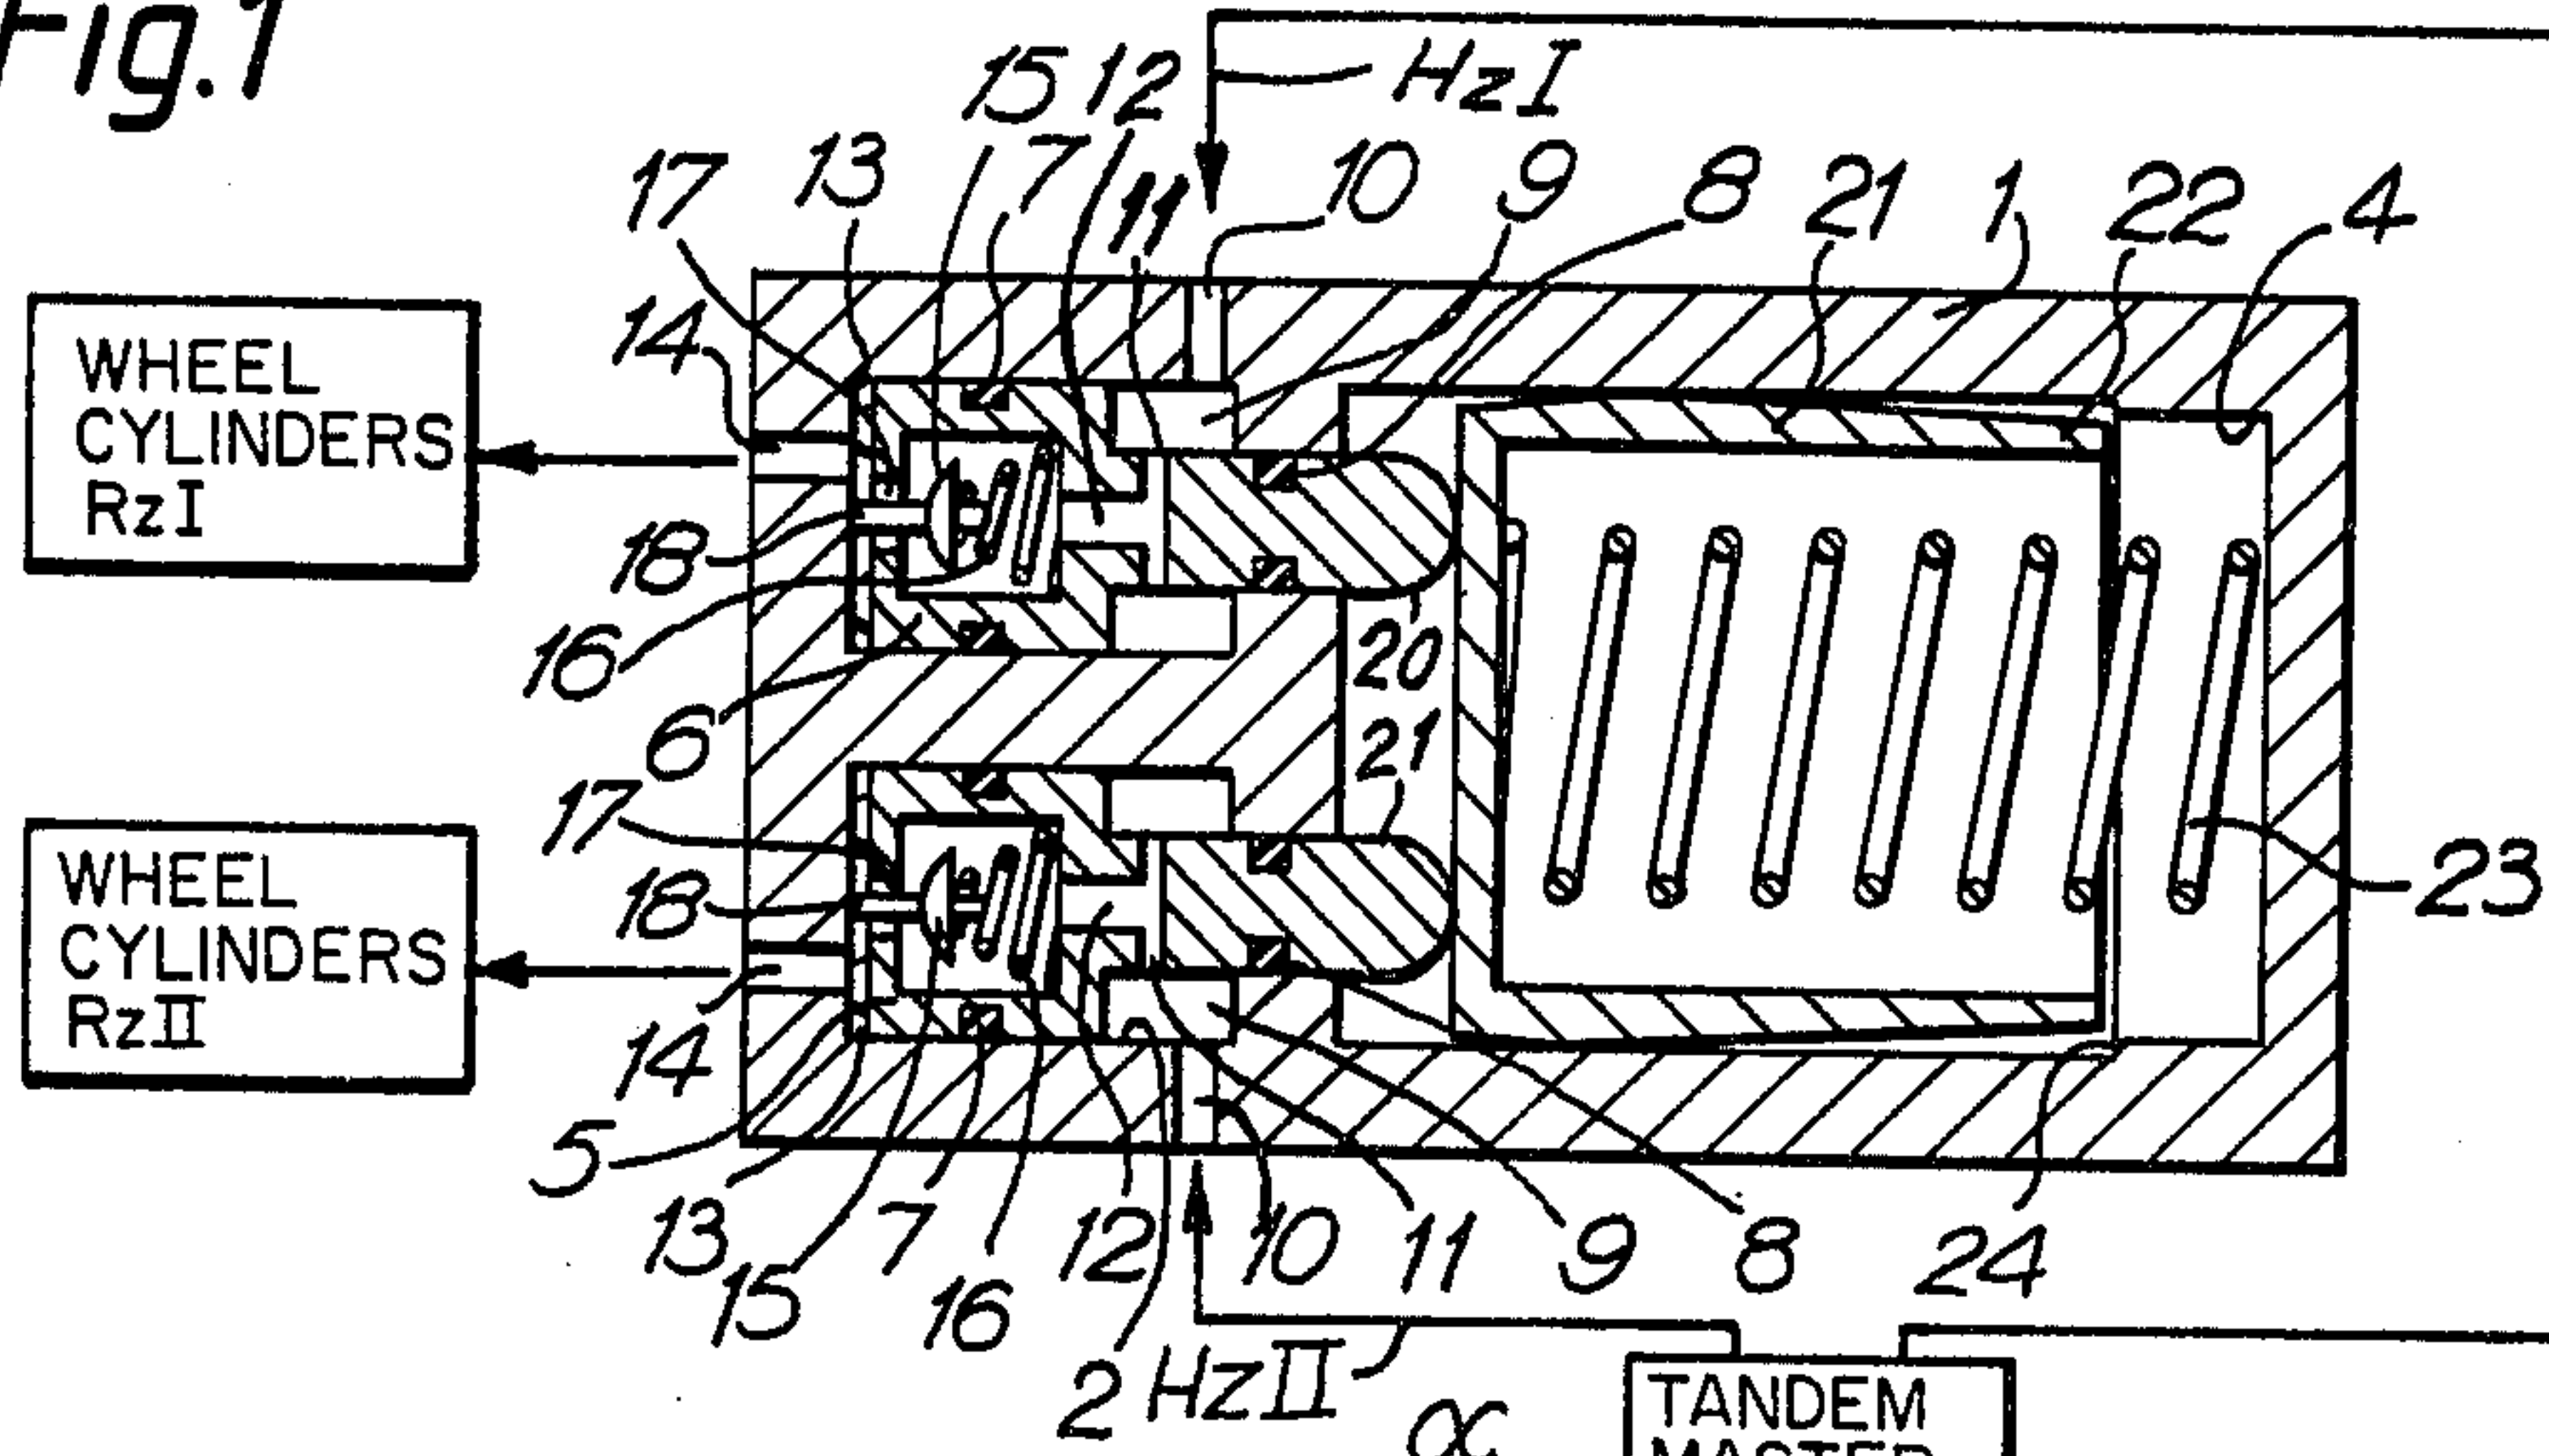 Fig.1
15 12 HzI
17 13 7 11 10 9 8 21 1 22 4
14
WHEEL
CYLINDERS
RzI
18
16
20
6
21
17
WHEEL
CYLINDERS
RzII
18
23
14
5
13 15 7 16 12 2 10 11 9 8 24
HzII
α
TANDEM
MASTER